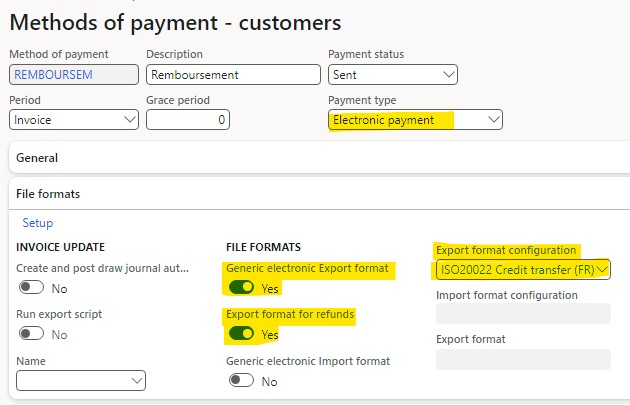 Methods of payment - customers
Method of payment Description Payment status
REMBOURSEM Remboursement Sent
Period Grace period Payment type
Invoice 0 Electronic payment
General
File formats
Setup
INVOICE UPDATE
Create and post draw journal aut...
No
Run export script
No
Name
FILE FORMATS
Generic electronic Export format
Yes
Export format for refunds
Yes
Generic electronic Import format
No
Export format configuration
ISO20022 Credit transfer (FR)
Import format configuration
Export format